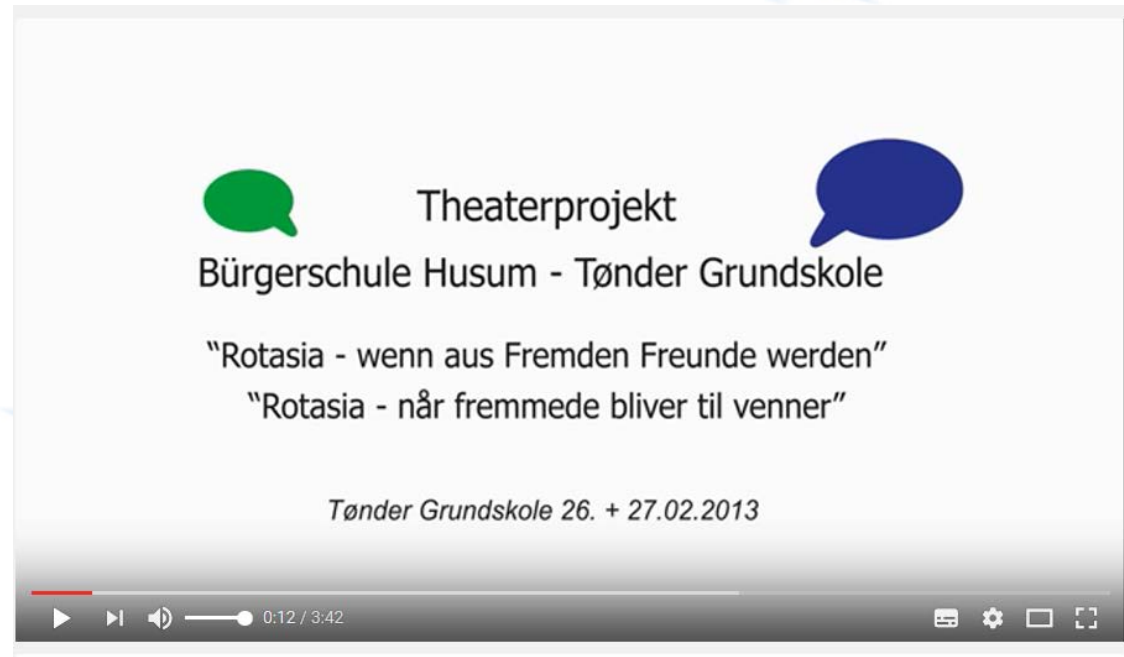 Theaterprojekt
Bürgerschule Husum - Tønder Grundskole
“Rotasia - wenn aus Fremden Freunde werden”
“Rotasia - når fremmede bliver til venner”
Tønder Grundskole 26. + 27.02.2013
0:12 / 3:42